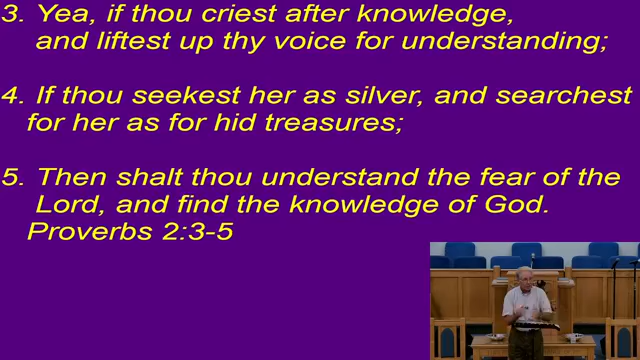 3. Yea, if thou criest after knowledge,
and liftest up thy voice for understanding;
4. If thou seekest her as silver, and searchest
for her as for hid treasures;
5. Then shalt thou understand the fear of the
Lord, and find the knowledge of God.
Proverbs 2:3-5